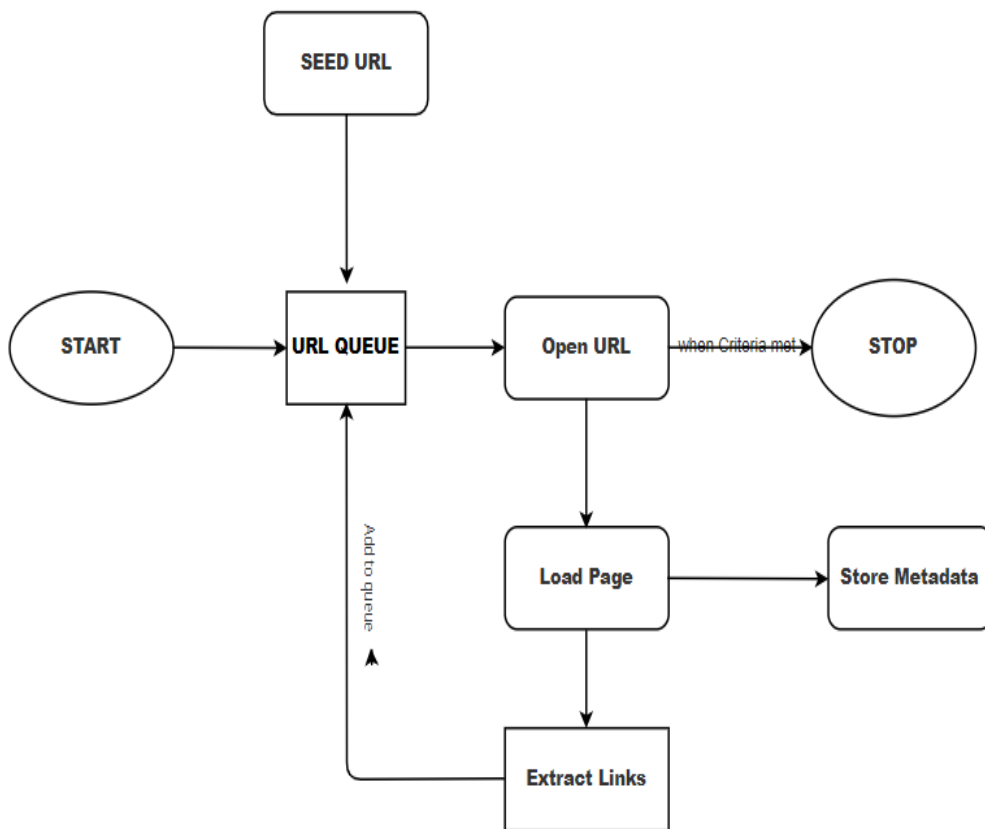 SEED URL
START
URL QUEUE
Open URL
when Criteria met
STOP
Add to queue
Load Page
Store Metadata
Extract Links